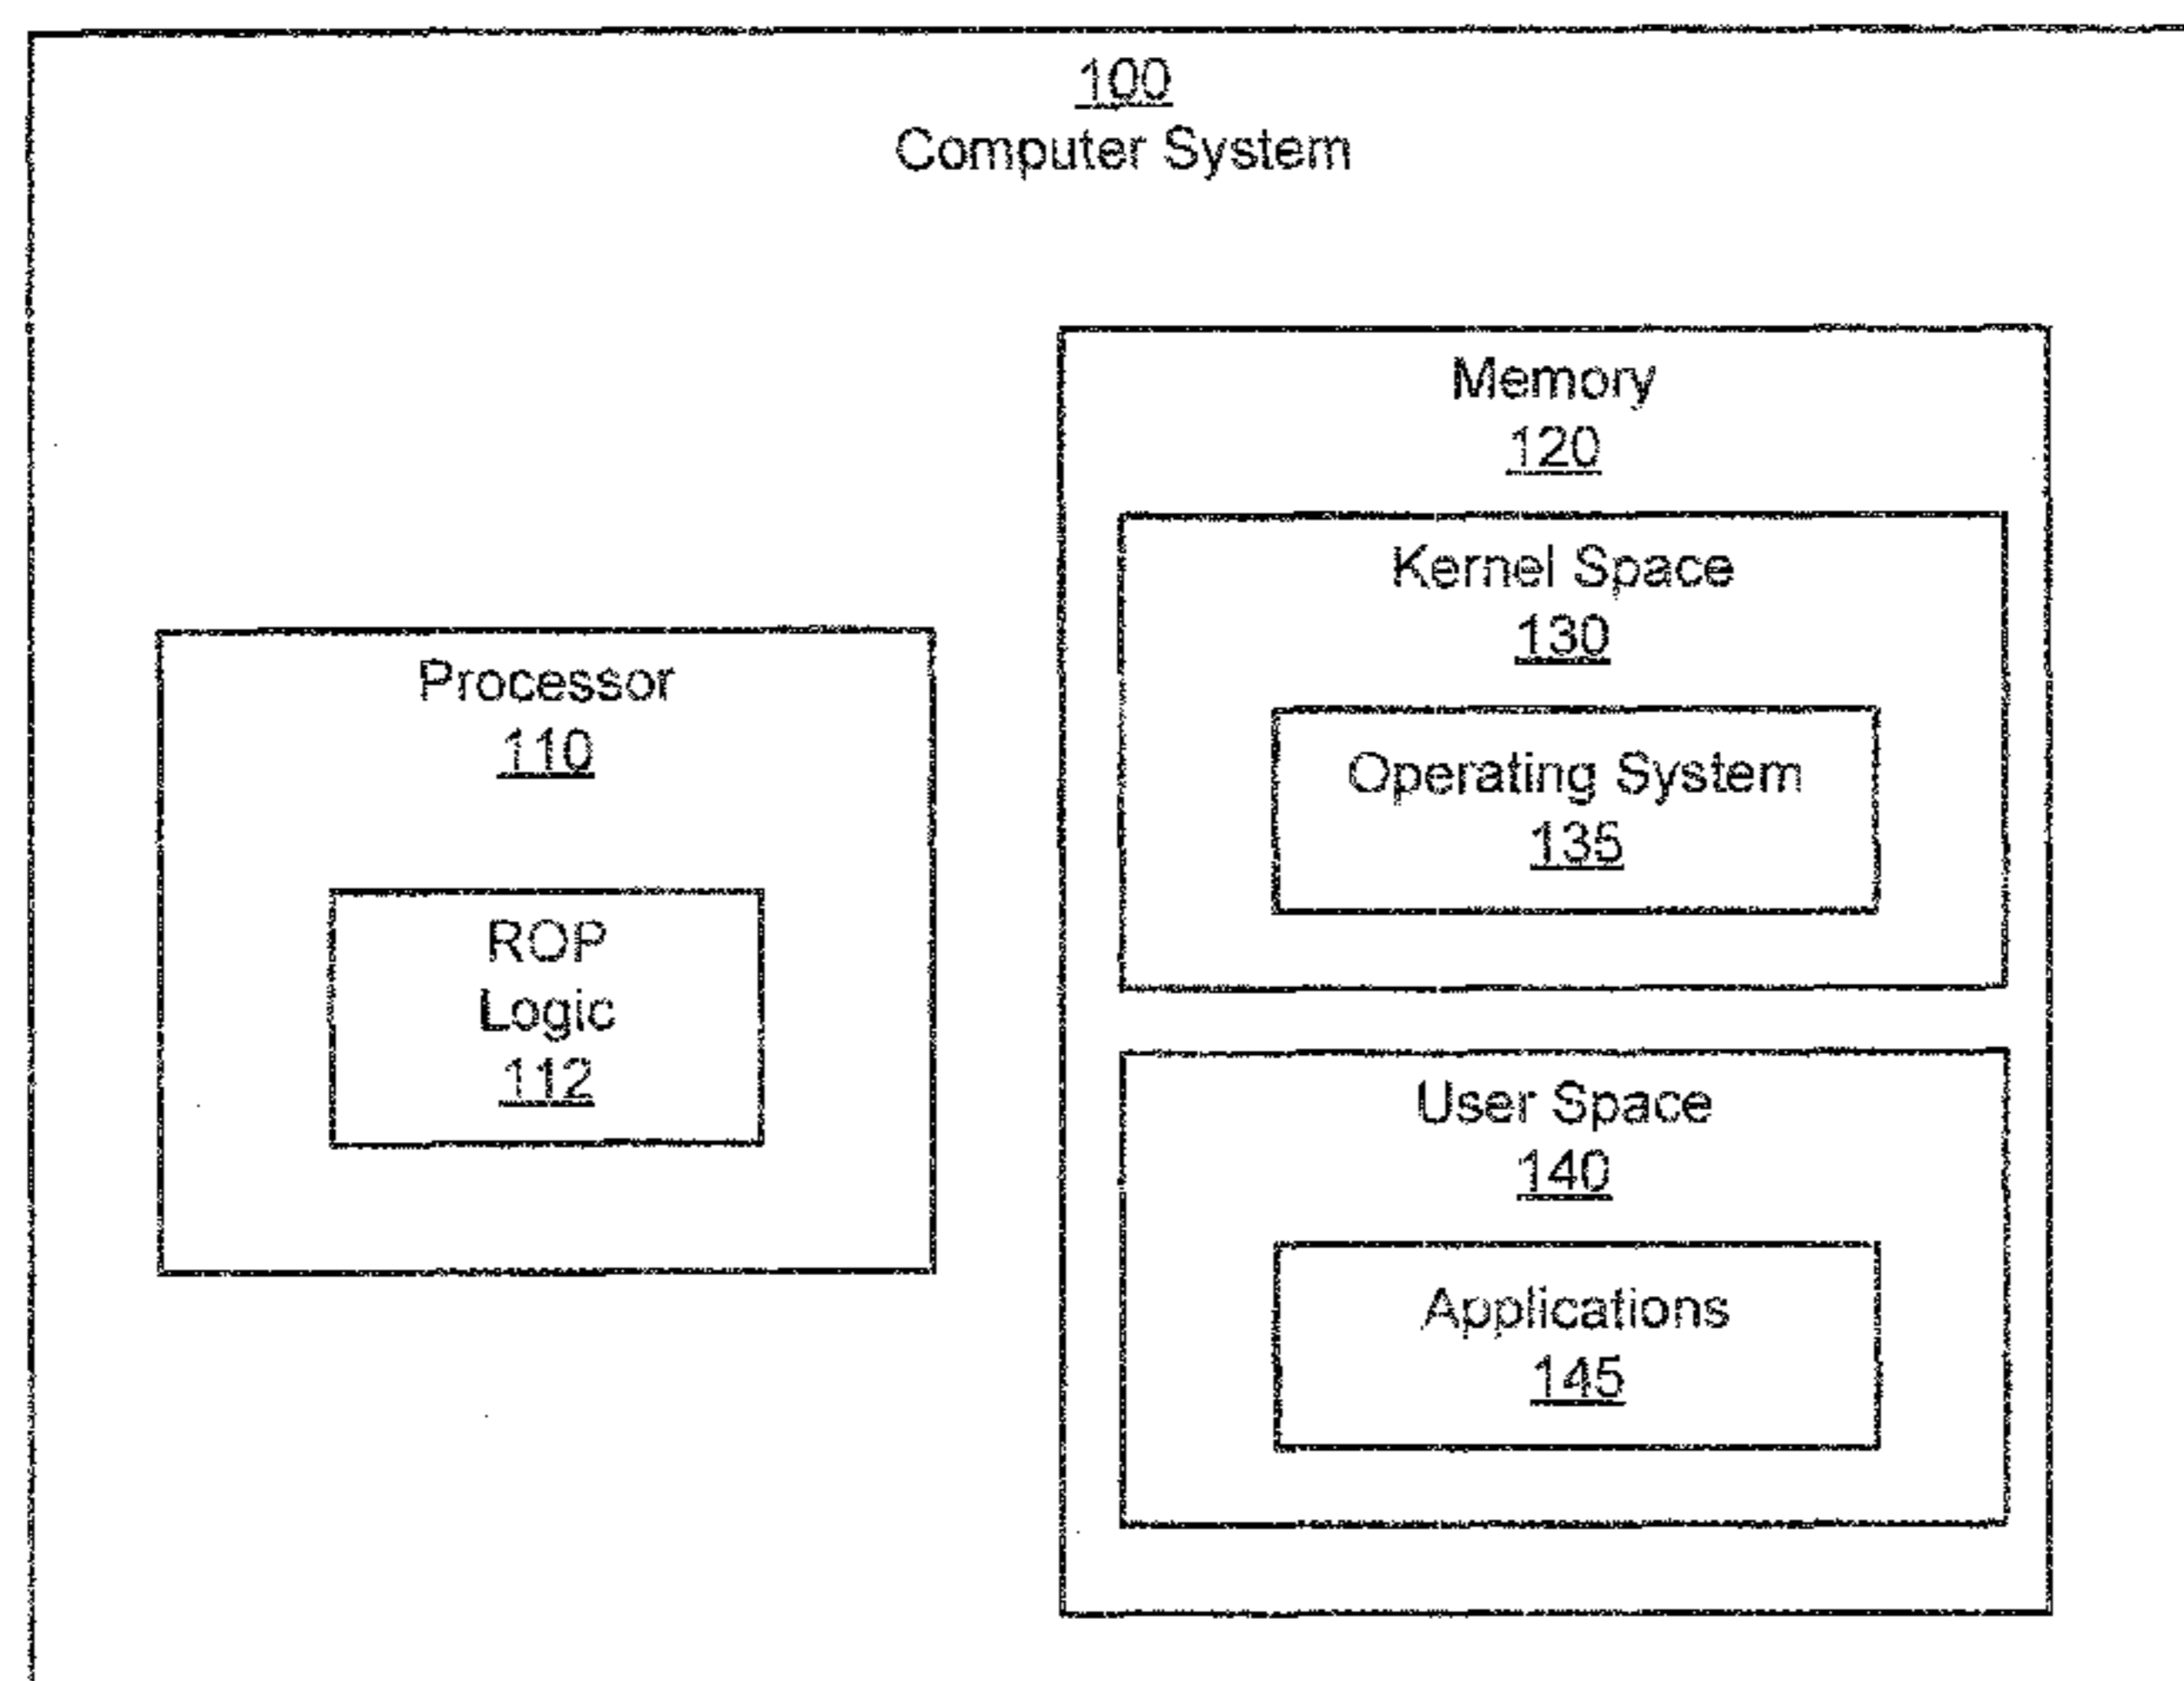 100
Computer System
Processor
110
ROP
Logic
112
Memory
120
Kernel Space
130
Operating System
135
User Space
140
Applications
145